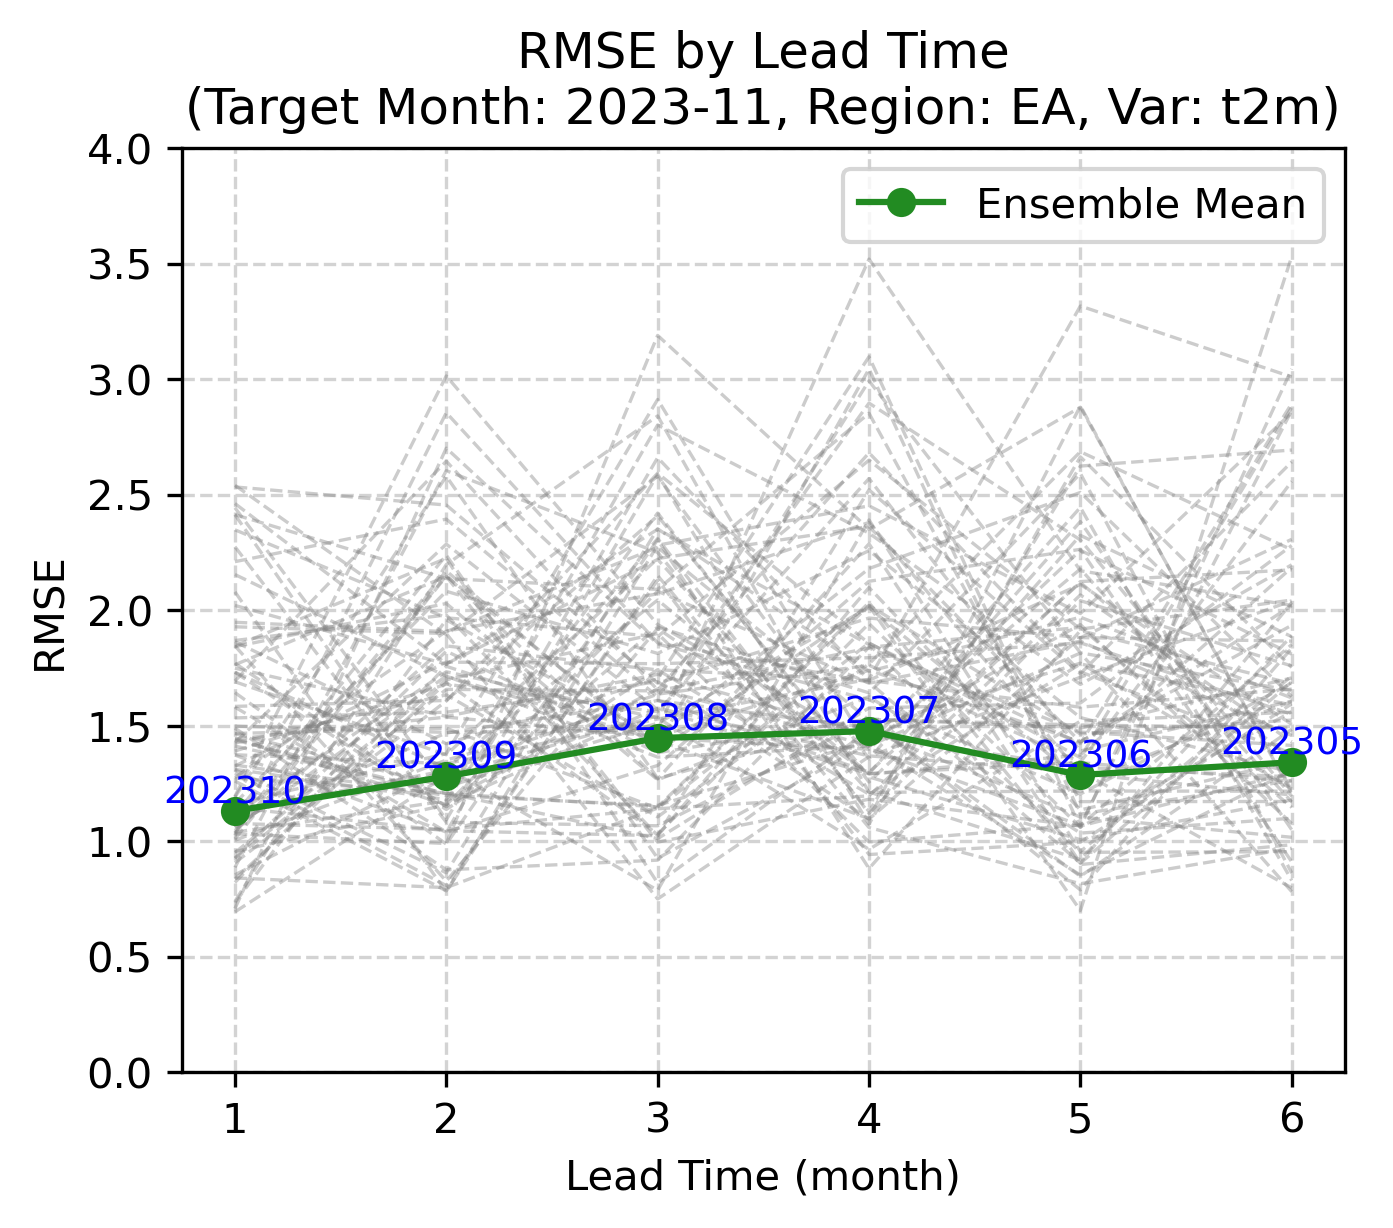 RMSE by Lead Time
(Target Month: 2023-11, Region: EA, Var: t2m)
4.0
3.5
3.0
2.5
2.0
1.5
1.0
0.5
0.0
RMSE
Ensemble Mean
202310
202309
202308
202307
202306
202305
1 2 3 4 5 6
Lead Time (month)